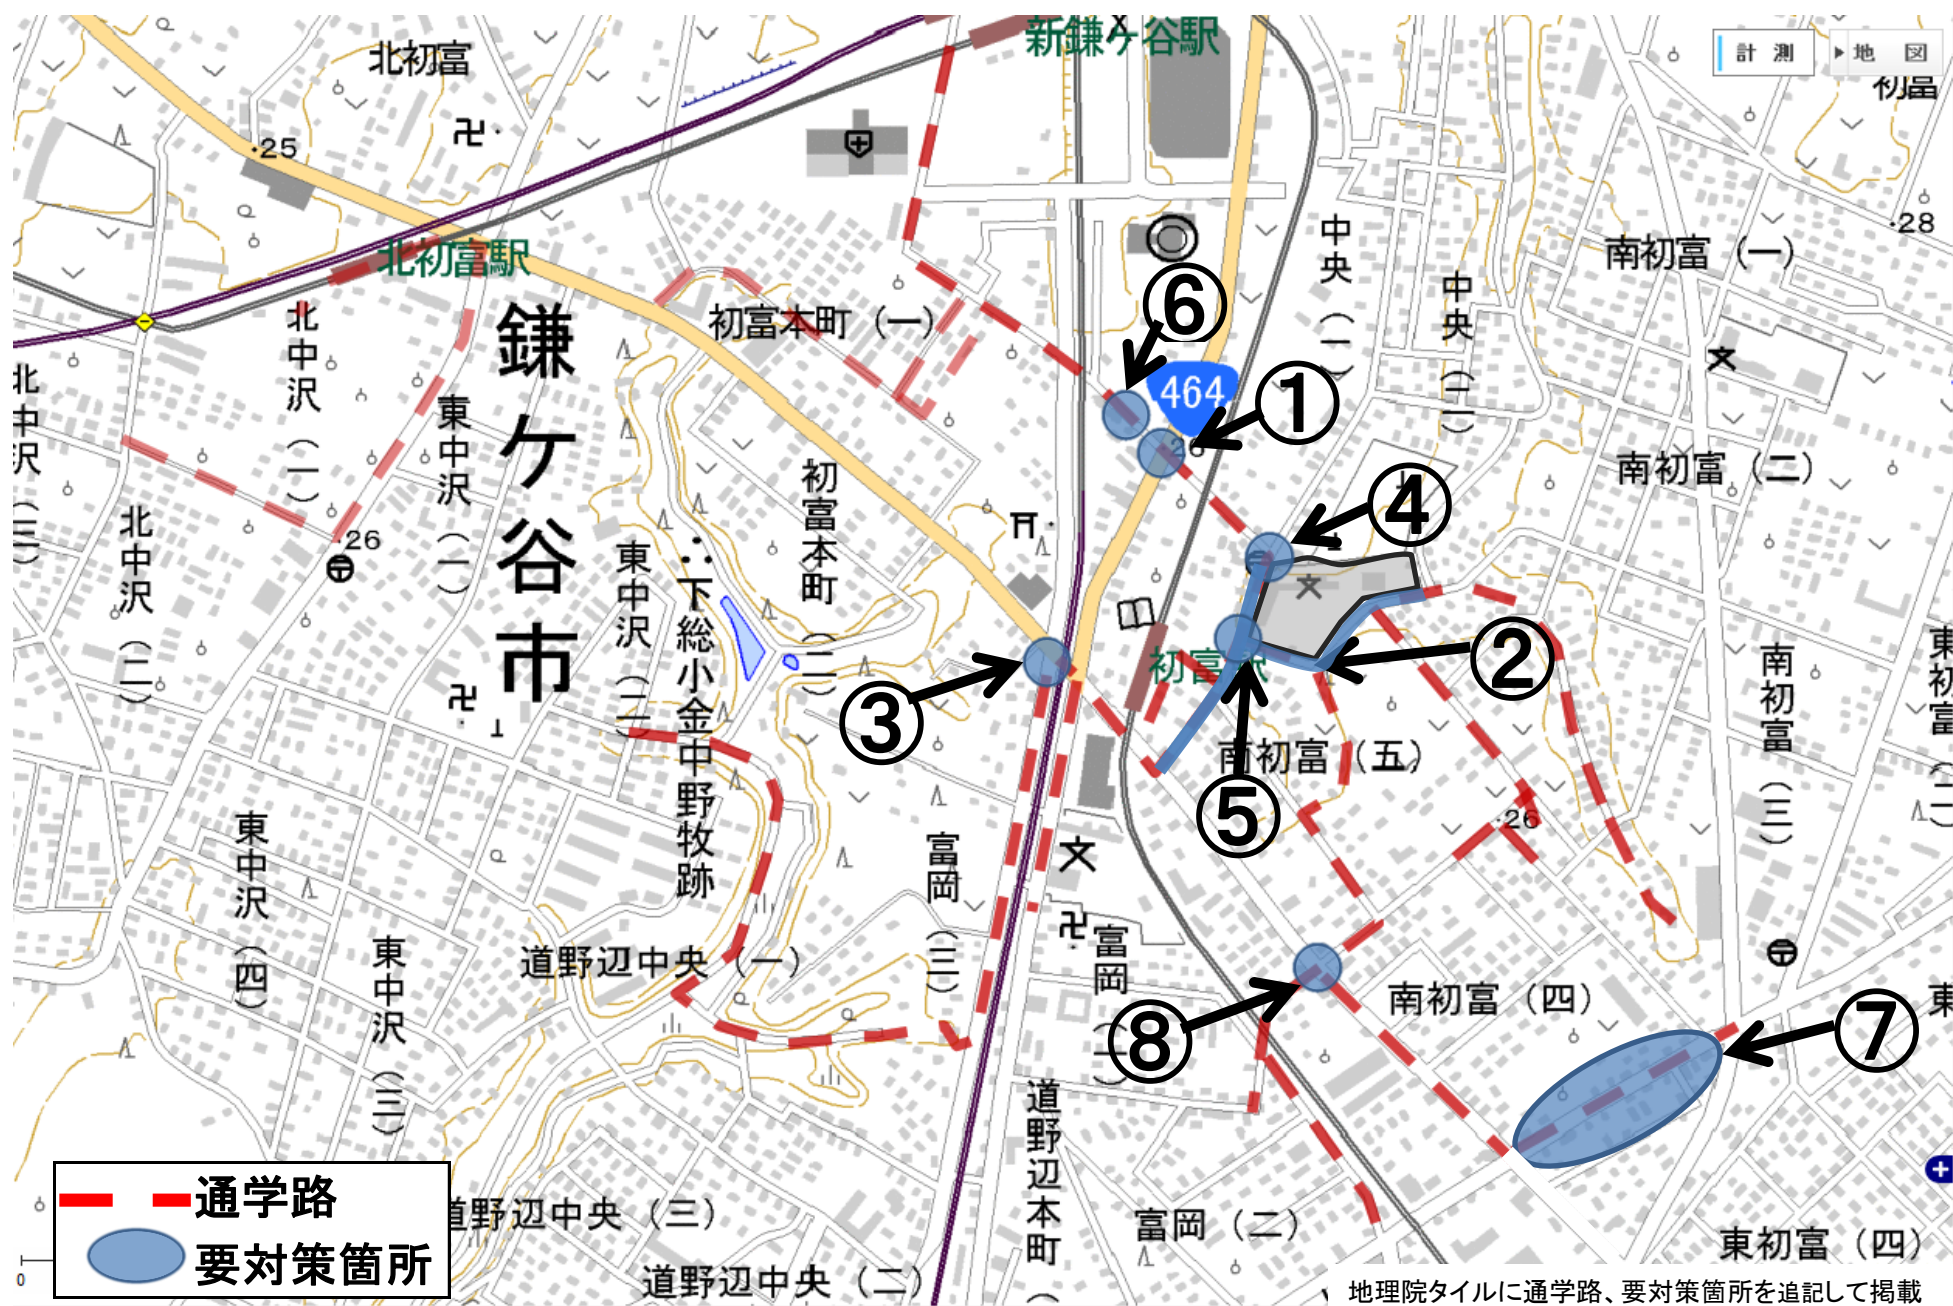 新鎌ヶ谷駅
計 測
地 図
初富
北初富
25
28
北初富駅
中央(一)
南初富(一)
中央(二)
⑥
初富本町(一)
北中沢(一)
鎌ケ谷市
464
①
26
北中沢(三)
東中沢(一)
南初富(二)
初富本町(二)
④
北中沢(二)
26
東中沢(二)
下総小金中野牧跡
初富駅
②
南初富(三)
東初富(二)
③
南初富(五)
⑤
26
東中沢(四)
富岡(三)
東中沢(三)
道野辺中央(一)
富岡(一)
南初富(四)
⑧
⑦
道野辺本町(
通学路
要対策箇所
道野辺中央(三)
富岡(二)
東初富(四)
道野辺中央(二)
0
地理院タイルに通学路、要対策箇所を追記して掲載